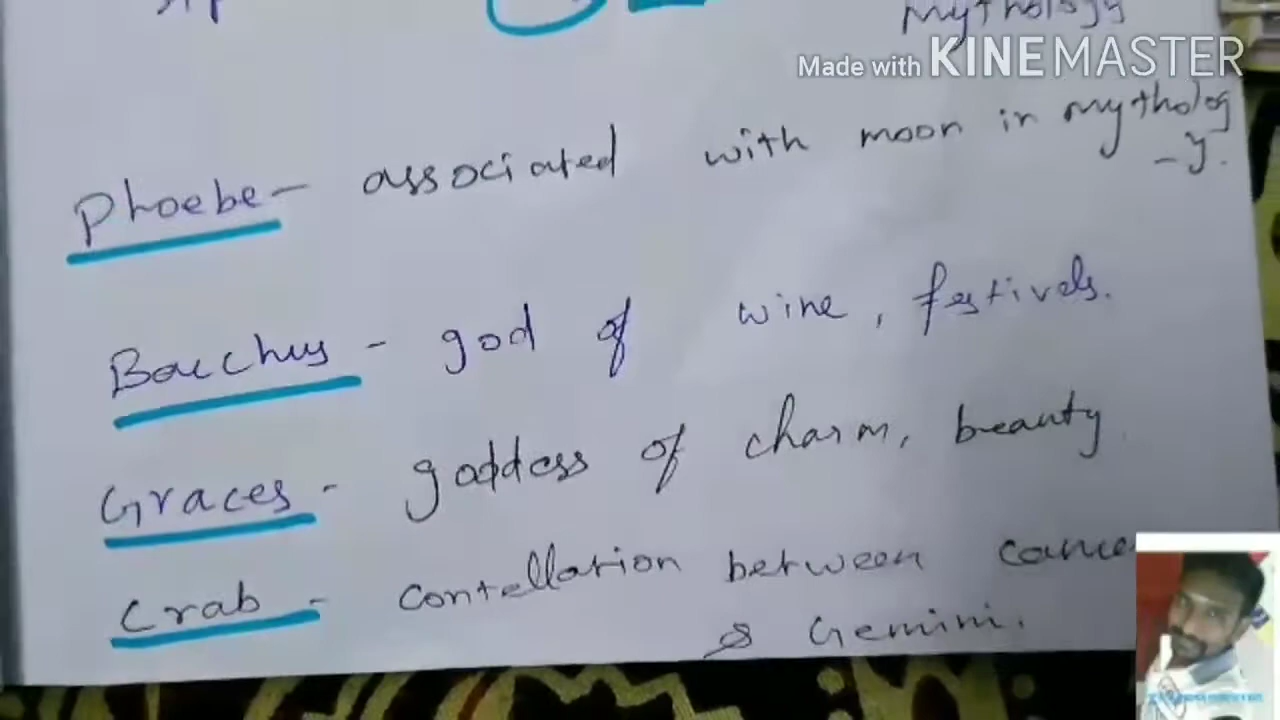 Mythology
Made with KINEMASTER
Phoebe - associated with moon in mytholog
-y.
Bacchus - god of wine, festivals.
Graces - goddess of charm, beauty.
Crab - contellation between cance
& Gemini.